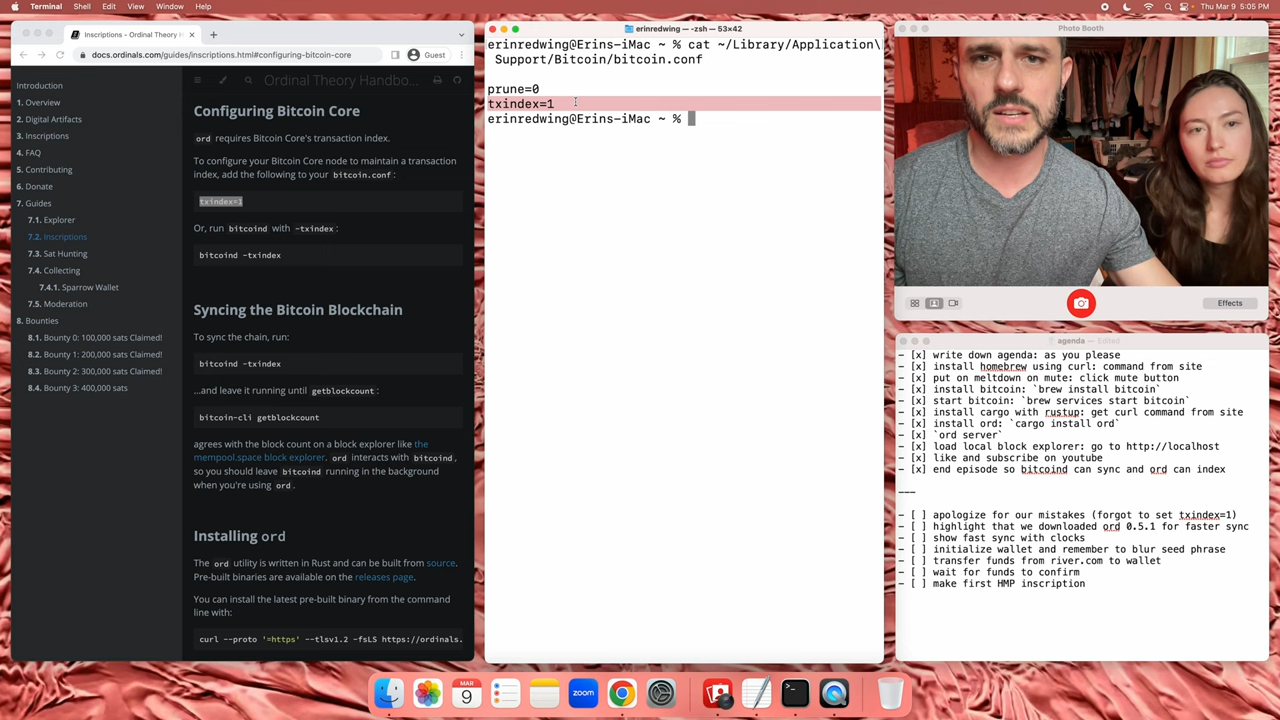 Terminal Shell Edit View Window Help
Thu Mar 9 5:05 PM
Inscriptions - Ordinal Theory H
docs.ordinals.com/guides/inscriptions.html#configuring-bitcoin-core
Guest
Introduction
1. Overview
2. Digital Artifacts
3. Inscriptions
4. FAQ
5. Contributing
6. Donate
7. Guides
7.1. Explorer
7.2. Inscriptions
7.3. Sat Hunting
7.4. Collecting
7.4.1. Sparrow Wallet
7.5. Moderation
8. Bounties
8.1. Bounty 0: 100,000 sats Claimed!
8.2. Bounty 1: 200,000 sats Claimed!
8.3. Bounty 2: 300,000 sats Claimed!
8.4. Bounty 3: 400,000 sats
Ordinal Theory Handbo...
Configuring Bitcoin Core
ord requires Bitcoin Core's transaction index.
To configure your Bitcoin Core node to maintain a transaction
index, add the following to your bitcoin.conf:
txindex=1
Or, run bitcoind with -txindex:
bitcoind -txindex
Syncing the Bitcoin Blockchain
To sync the chain, run:
bitcoind -txindex
...and leave it running until getblockcount:
bitcoin-cli getblockcount
agrees with the block count on a block explorer like the
mempool.space block explorer. ord interacts with bitcoind,
so you should leave bitcoind running in the background
when you're using ord.
Installing ord
The ord utility is written in Rust and can be built from source.
Pre-built binaries are available on the releases page.
You can install the latest pre-built binary from the command
line with:
curl --proto '=https' --tlsv1.2 -fsLS https://ordinals.
erinredwing — -zsh — 53×42
erinredwing@Erins-iMac ~ % cat ~/Library/Application\
Support/Bitcoin/bitcoin.conf
prune=0
txindex=1
erinredwing@Erins-iMac ~ %
Photo Booth
Effects
agenda — Edited
- [x] write down agenda: as you please
- [x] install homebrew using curl: command from site
- [x] put on meltdown on mute: click mute button
- [x] install bitcoin: `brew install bitcoin`
- [x] start bitcoin: `brew services start bitcoin`
- [x] install cargo with rustup: get curl command from site
- [x] install ord: `cargo install ord`
- [x] `ord server`
- [x] load local block explorer: go to http://localhost
- [x] like and subscribe on youtube
- [x] end episode so bitcoind can sync and ord can index
---
- [ ] apologize for our mistakes (forgot to set txindex=1)
- [ ] highlight that we downloaded ord 0.5.1 for faster sync
- [ ] show fast sync with clocks
- [ ] initialize wallet and remember to blur seed phrase
- [ ] transfer funds from river.com to wallet
- [ ] wait for funds to confirm
- [ ] make first HMP inscription
MAR
9
zoom